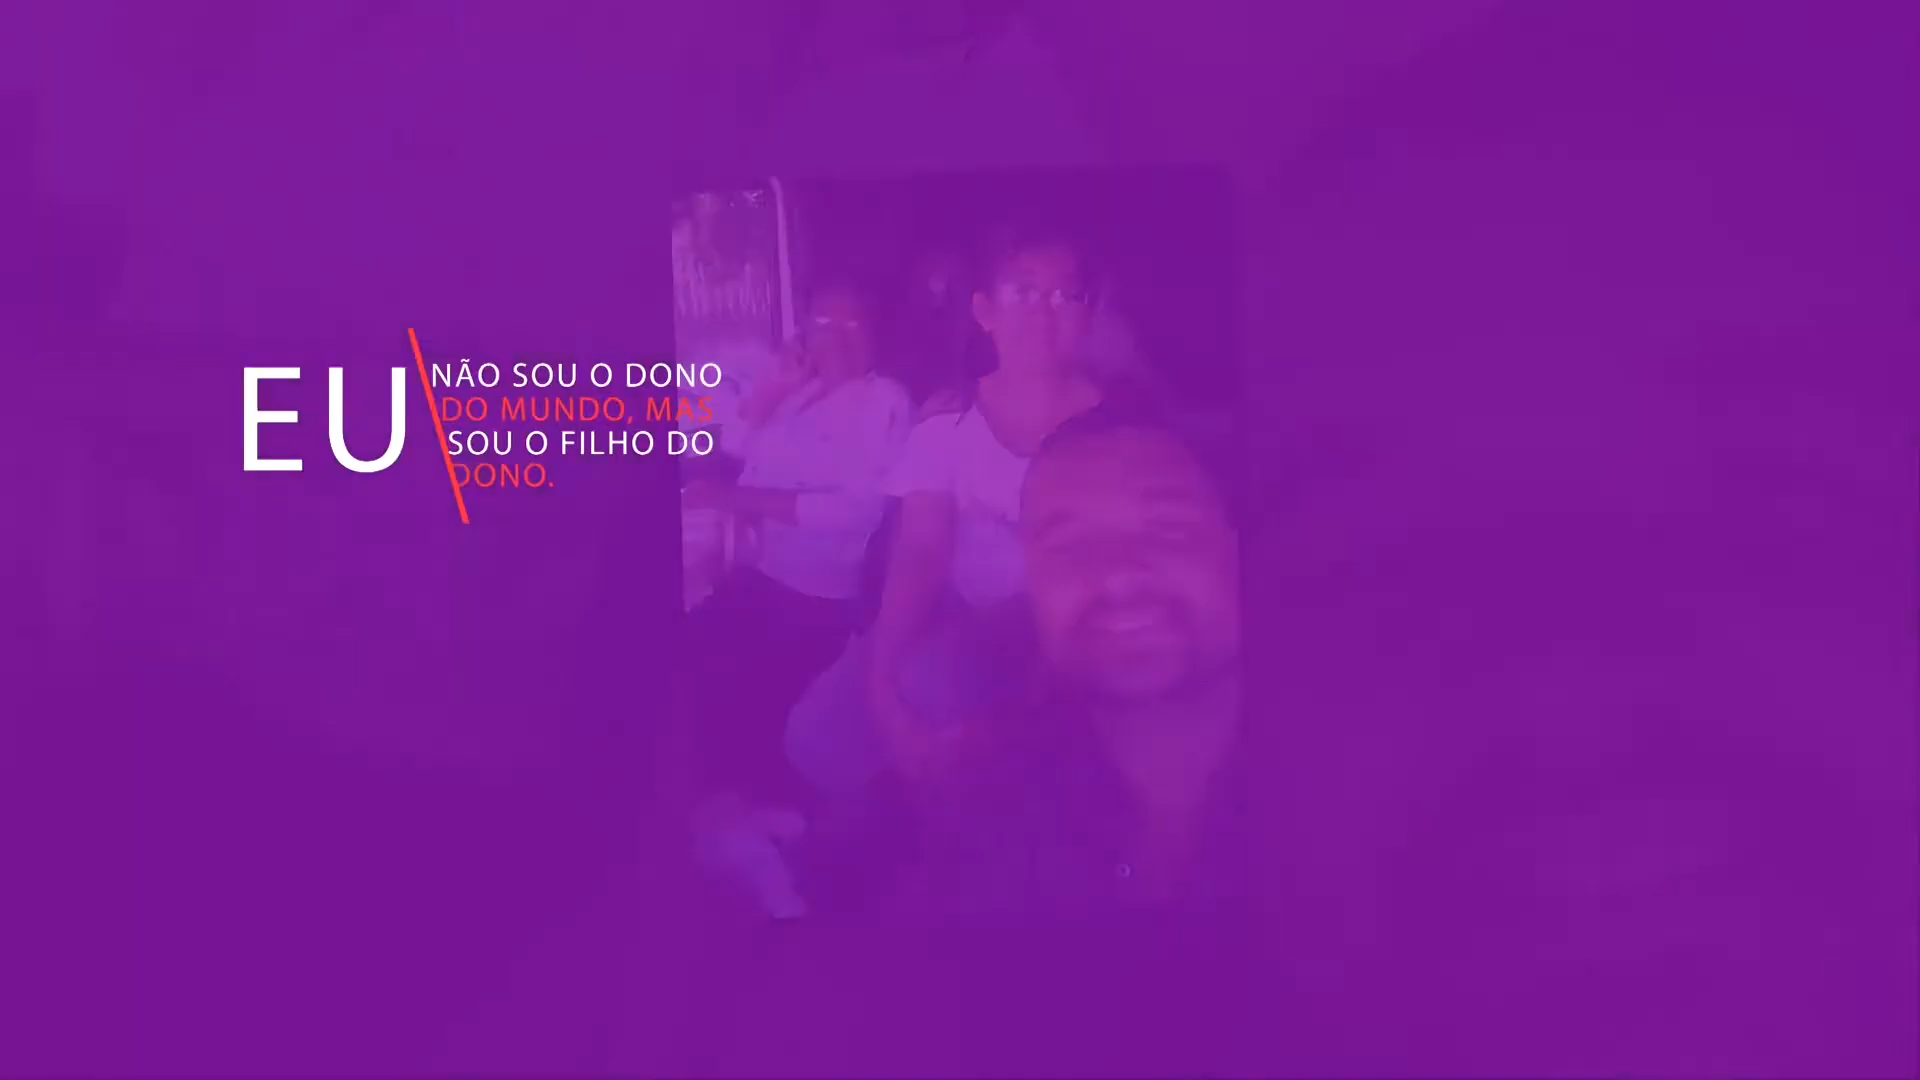 EU
NÃO SOU O DONO
DO MUNDO, MAS
SOU O FILHO DO
DONO.